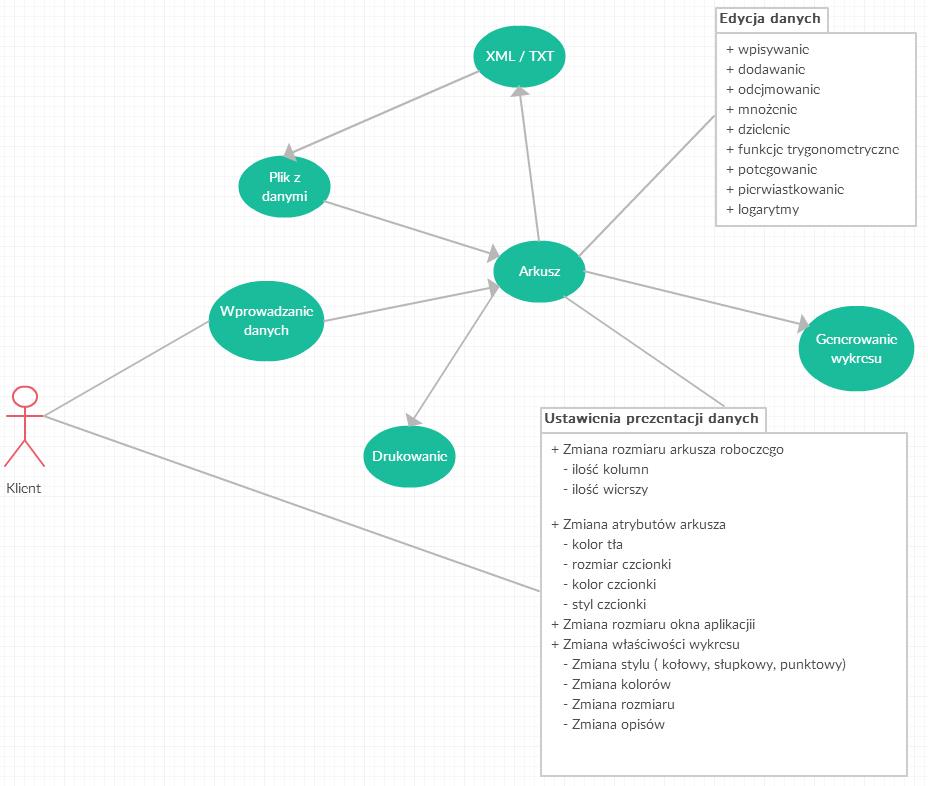 Edycja danych
+ wpisywanie
+ dodawanie
+ odejmowanie
+ mnożenie
+ dzielenie
+ funkcje trygonometryczne
+ potęgowanie
+ pierwiastkowanie
+ logarytmy
XML / TXT
Plik z
danymi
Arkusz
Wprowadzanie
danych
Generowanie
wykresu
Drukowanie
Klient
Ustawienia prezentacji danych
+ Zmiana rozmiaru arkusza roboczego
- ilość kolumn
- ilość wierszy
+ Zmiana atrybutów arkusza
- kolor tła
- rozmiar czcionki
- kolor czcionki
- styl czcionki
+ Zmiana rozmiaru okna aplikacjii
+ Zmiana właściwości wykresu
- Zmiana stylu ( kołowy, słupkowy, punktowy)
- Zmiana kolorów
- Zmiana rozmiaru
- Zmiana opisów